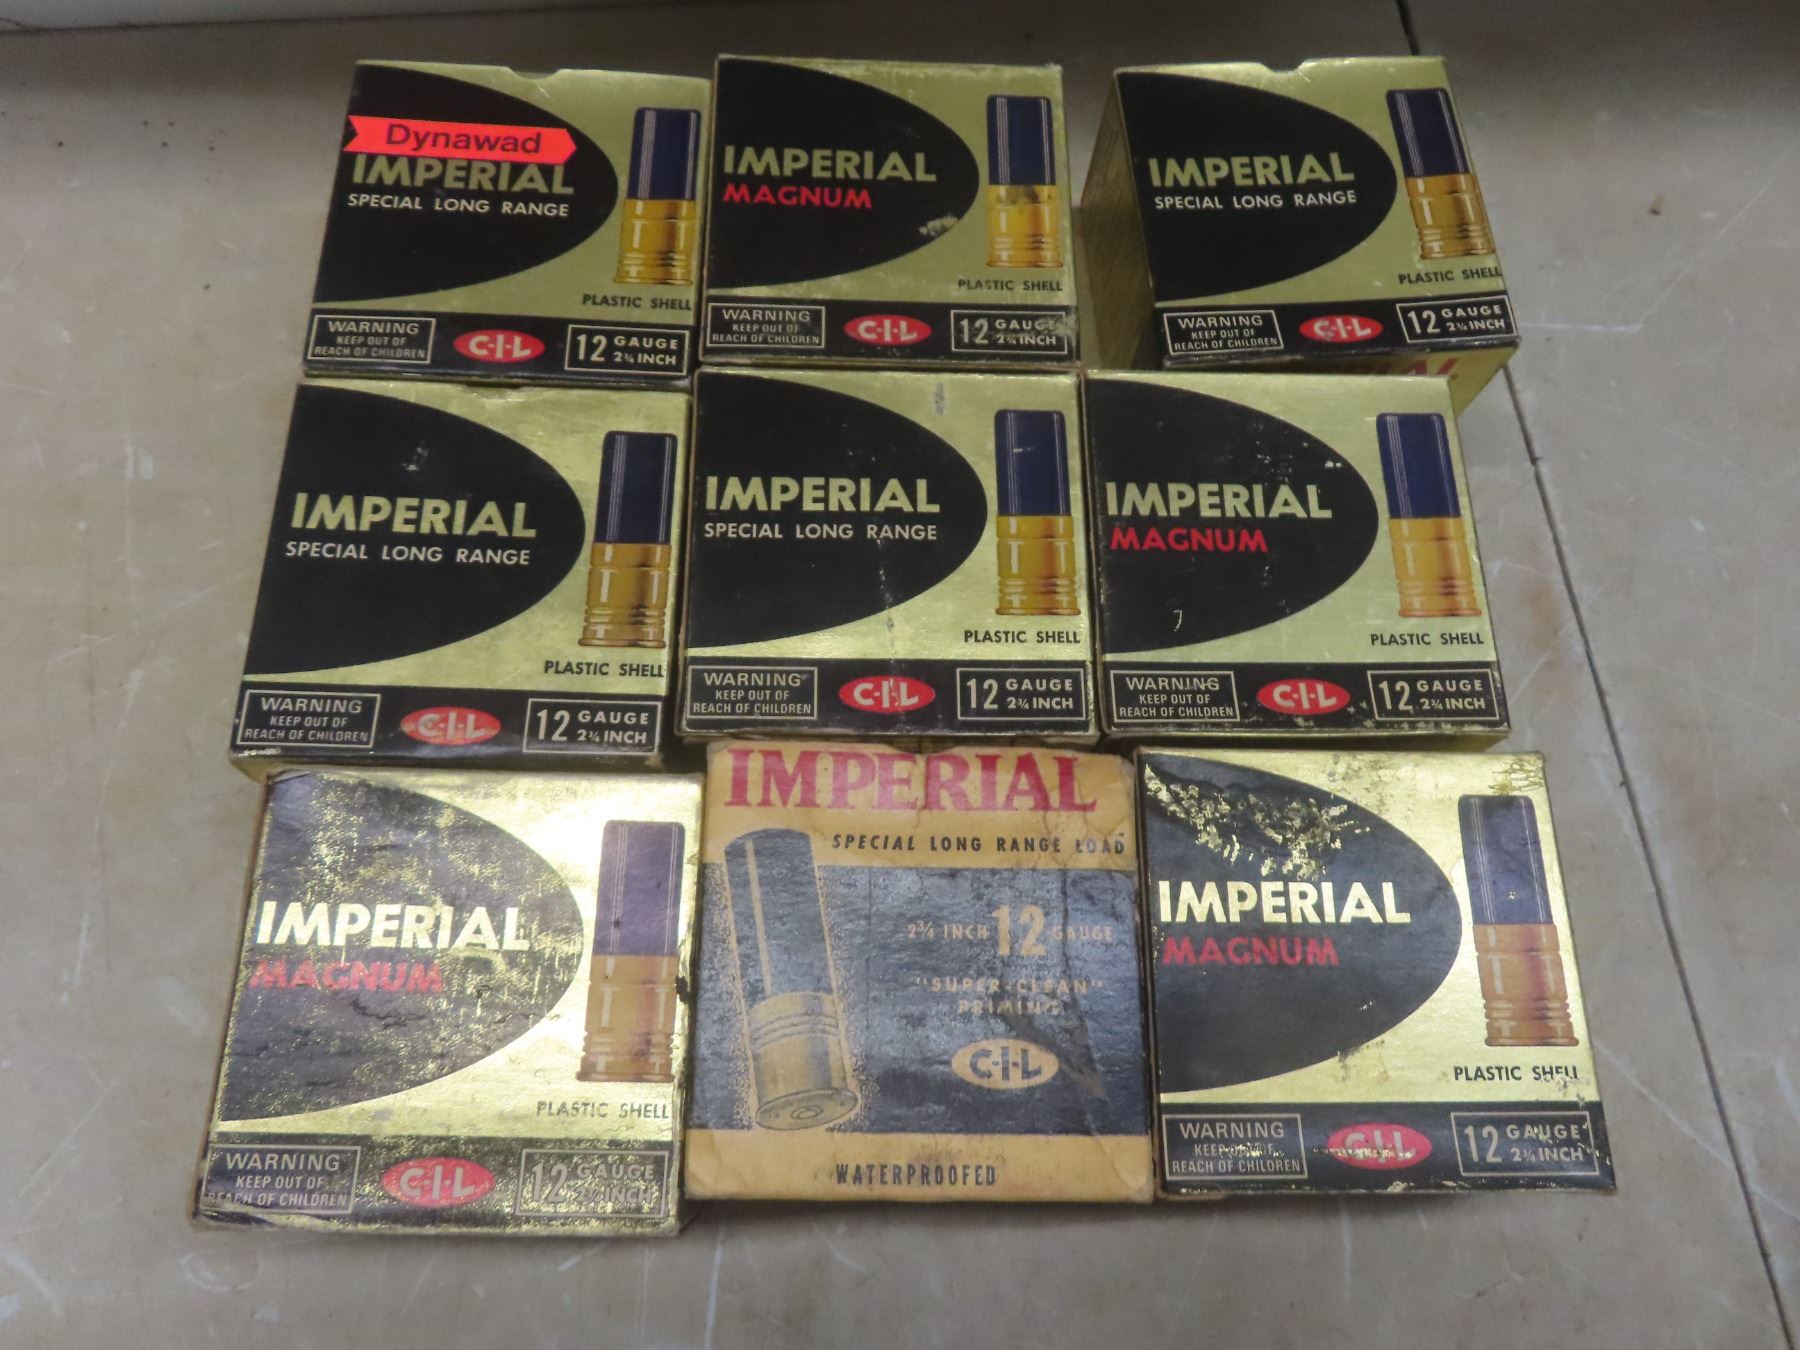 Dynawad
IMPERIAL
SPECIAL LONG RANGE
PLASTIC SHELL
WARNING
KEEP OUT OF
REACH OF CHILDREN
C-I-L
12 GAUGE
2¾ INCH
IMPERIAL
MAGNUM
PLASTIC SHELL
WARNING
KEEP OUT OF
REACH OF CHILDREN
C-I-L
12 GAUGE
2¾ INCH
IMPERIAL
SPECIAL LONG RANGE
PLASTIC SHELL
WARNING
KEEP OUT OF
REACH OF CHILDREN
C-I-L
12 GAUGE
2¾ INCH
IMPERIAL
SPECIAL LONG RANGE
PLASTIC SHELL
WARNING
KEEP OUT OF
REACH OF CHILDREN
C-I-L
12 GAUGE
2¾ INCH
IMPERIAL
SPECIAL LONG RANGE
PLASTIC SHELL
WARNING
KEEP OUT OF
REACH OF CHILDREN
C-I-L
12 GAUGE
2¾ INCH
IMPERIAL
MAGNUM
PLASTIC SHELL
WARNING
KEEP OUT OF
REACH OF CHILDREN
C-I-L
12 GAUGE
2¾ INCH
IMPERIAL
MAGNUM
PLASTIC SHELL
WARNING
KEEP OUT OF
REACH OF CHILDREN
C-I-L
12 GAUGE
2¾ INCH
IMPERIAL
SPECIAL LONG RANGE LOAD
2¾ INCH 12 GAUGE
"SUPER-CLEAN"
PRIMING
C-I-L
WATERPROOFED
IMPERIAL
MAGNUM
PLASTIC SHELL
WARNING
KEEP OUT OF
REACH OF CHILDREN
C-I-L
12 GAUGE
2¾ INCH